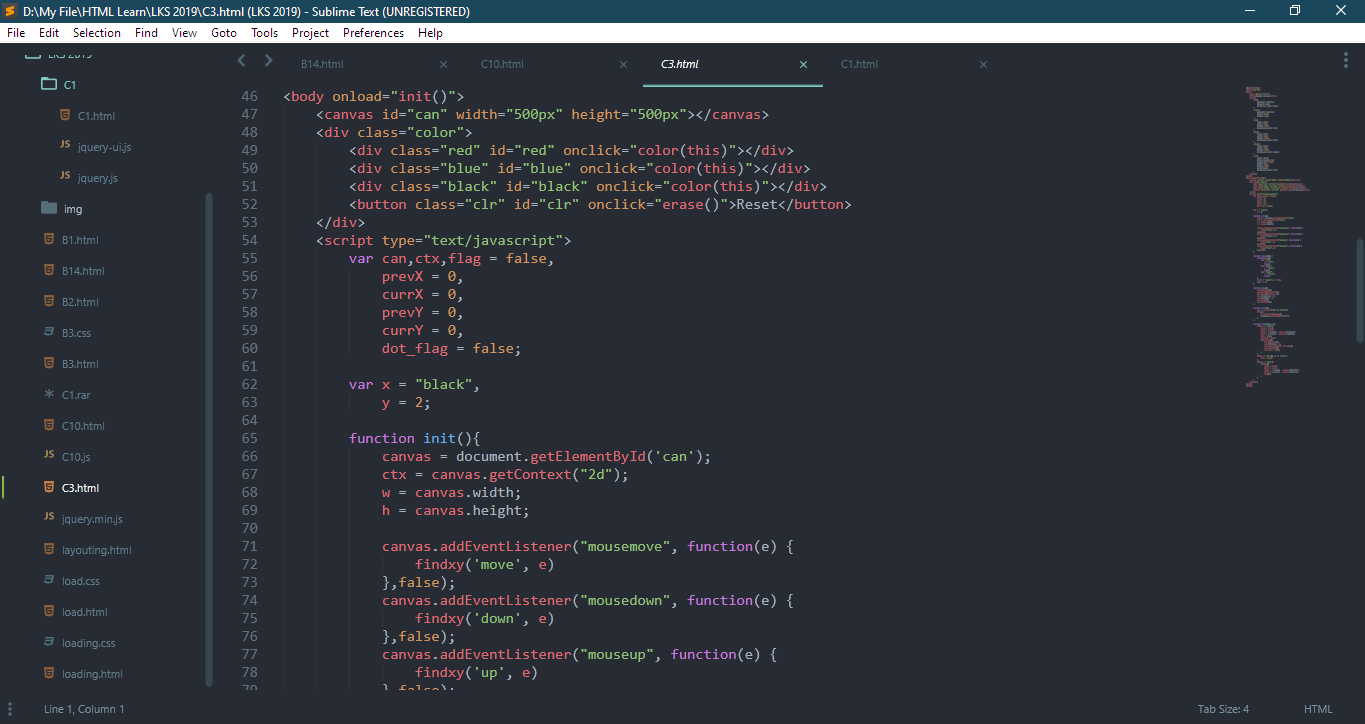 D:\My File\HTML Learn\LKS 2019\C3.html (LKS 2019) - Sublime Text (UNREGISTERED)
File Edit Selection Find View Goto Tools Project Preferences Help
LKS 2019
C1
C1.html
JS jquery-ui.js
JS jquery.js
img
B1.html
B14.html
B2.html
B3.css
B3.html
C1.rar
C10.html
JS C10.js
C3.html
JS jquery.min.js
layouting.html
load.css
load.html
loading.css
loading.html
B14.html × C10.html × C3.html × C1.html ×
46 <body onload="init()">
47 <canvas id="can" width="500px" height="500px"></canvas>
48 <div class="color">
49 <div class="red" id="red" onclick="color(this)"></div>
50 <div class="blue" id="blue" onclick="color(this)"></div>
51 <div class="black" id="black" onclick="color(this)"></div>
52 <button class="clr" id="clr" onclick="erase()">Reset</button>
53 </div>
54 <script type="text/javascript">
55 var can,ctx,flag = false,
56 prevX = 0,
57 currX = 0,
58 prevY = 0,
59 currY = 0,
60 dot_flag = false;
61
62 var x = "black",
63 y = 2;
64
65 function init(){
66 canvas = document.getElementById('can');
67 ctx = canvas.getContext("2d");
68 w = canvas.width;
69 h = canvas.height;
70
71 canvas.addEventListener("mousemove", function(e) {
72 findxy('move', e)
73 },false);
74 canvas.addEventListener("mousedown", function(e) {
75 findxy('down', e)
76 },false);
77 canvas.addEventListener("mouseup", function(e) {
78 findxy('up', e)
79 },false);
Line 1, Column 1
Tab Size: 4 HTML